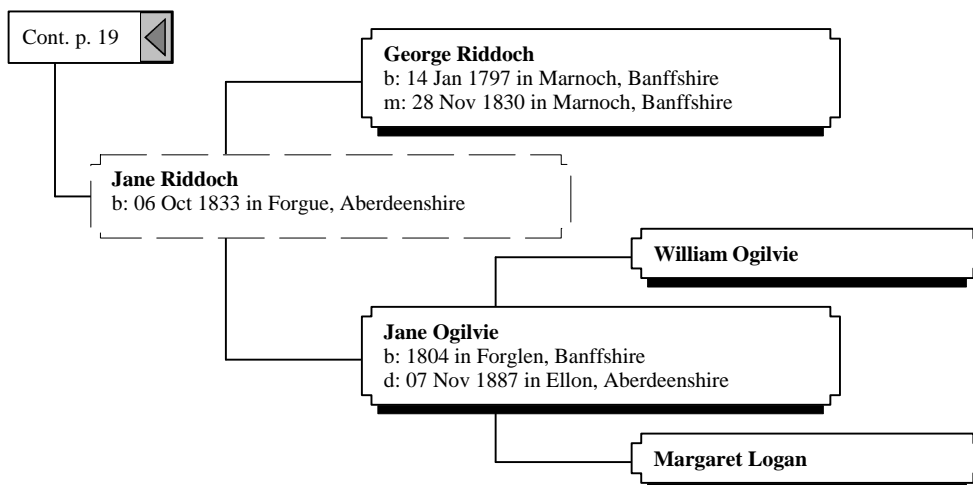 Cont. p. 19
George Riddoch
b: 14 Jan 1797 in Marnoch, Banffshire
m: 28 Nov 1830 in Marnoch, Banffshire
Jane Riddoch
b: 06 Oct 1833 in Forgue, Aberdeenshire
William Ogilvie
Jane Ogilvie
b: 1804 in Forglen, Banffshire
d: 07 Nov 1887 in Ellon, Aberdeenshire
Margaret Logan